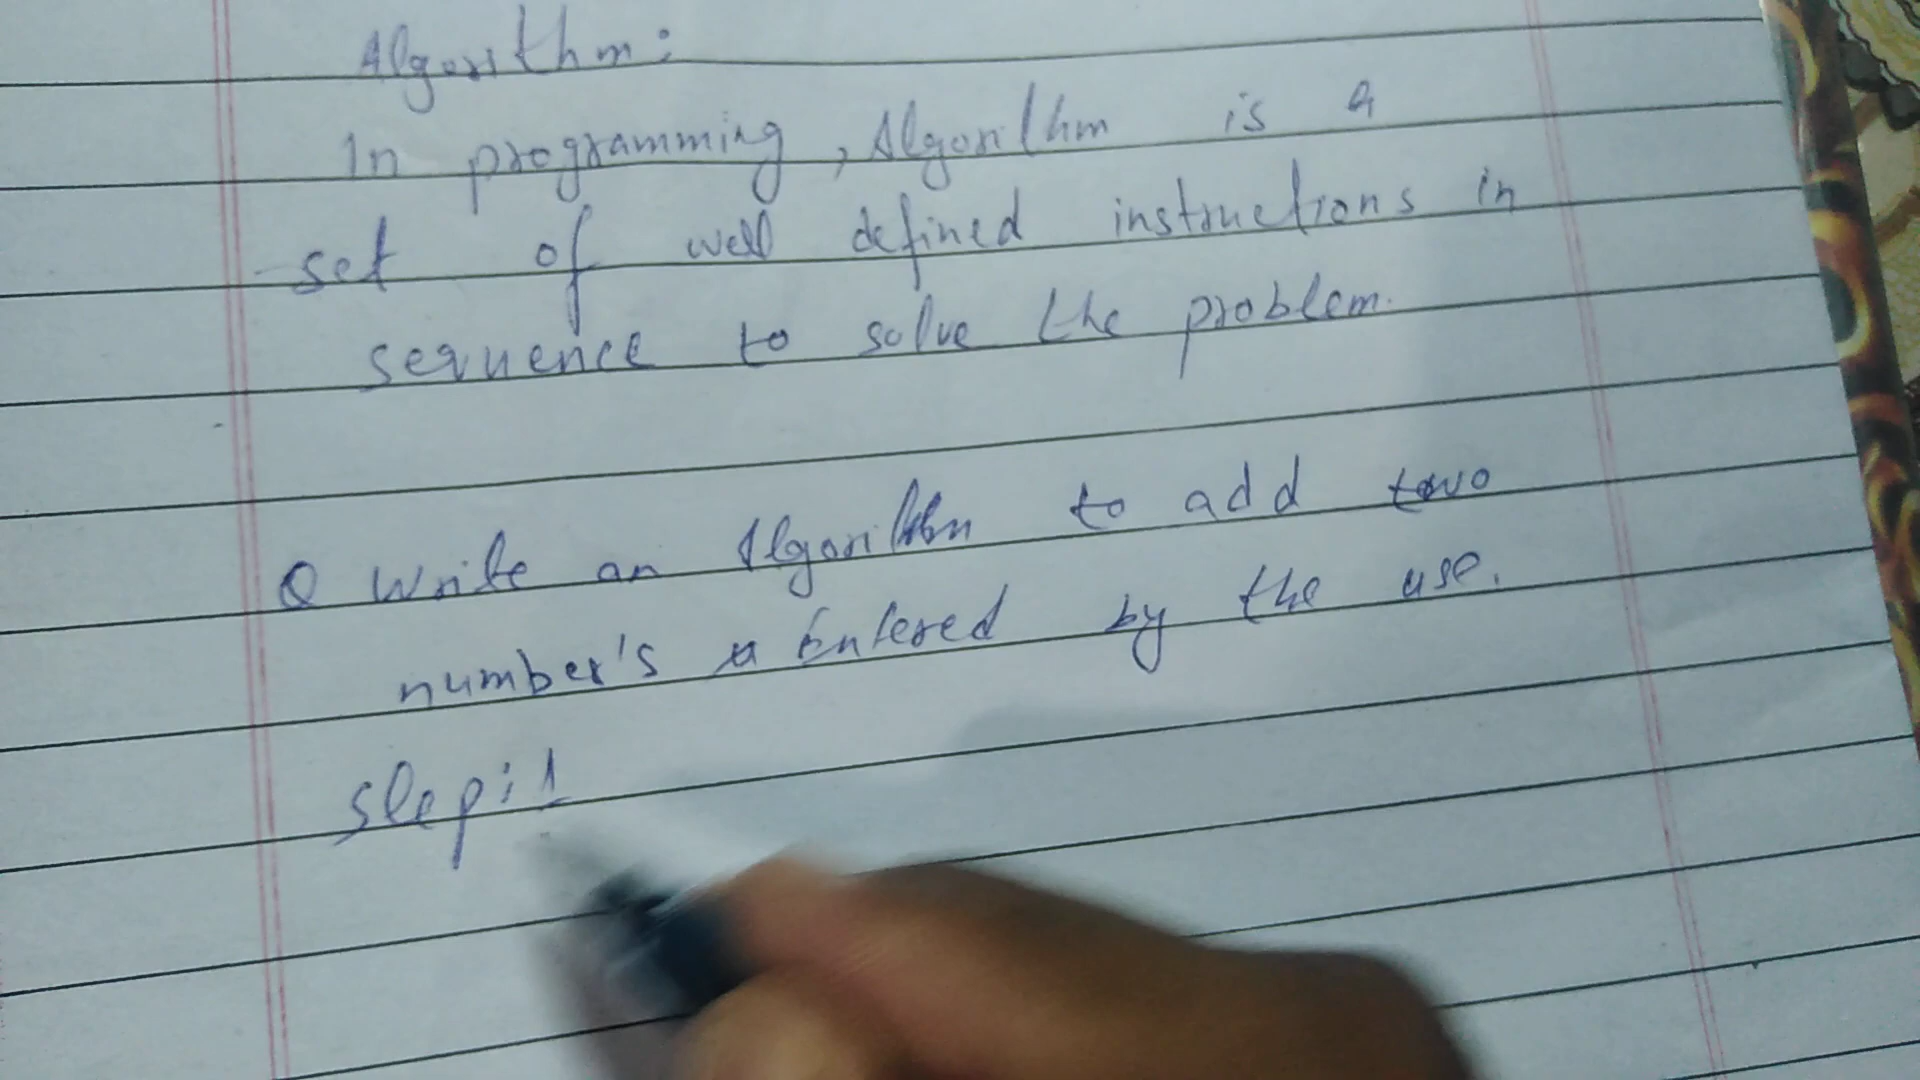 Algorithm:
In programming, Algorithm is a
set of well defined instructions in
sequence to solve the problem.
Q Write an Algorithm to add two
number's Entered by the use.
Step:1